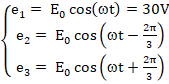 e₁ = E₀ cos(ωt) = 30V
e₂ = E₀ cos(ωt − 2π/3)
e₃ = E₀ cos(ωt + 2π/3)